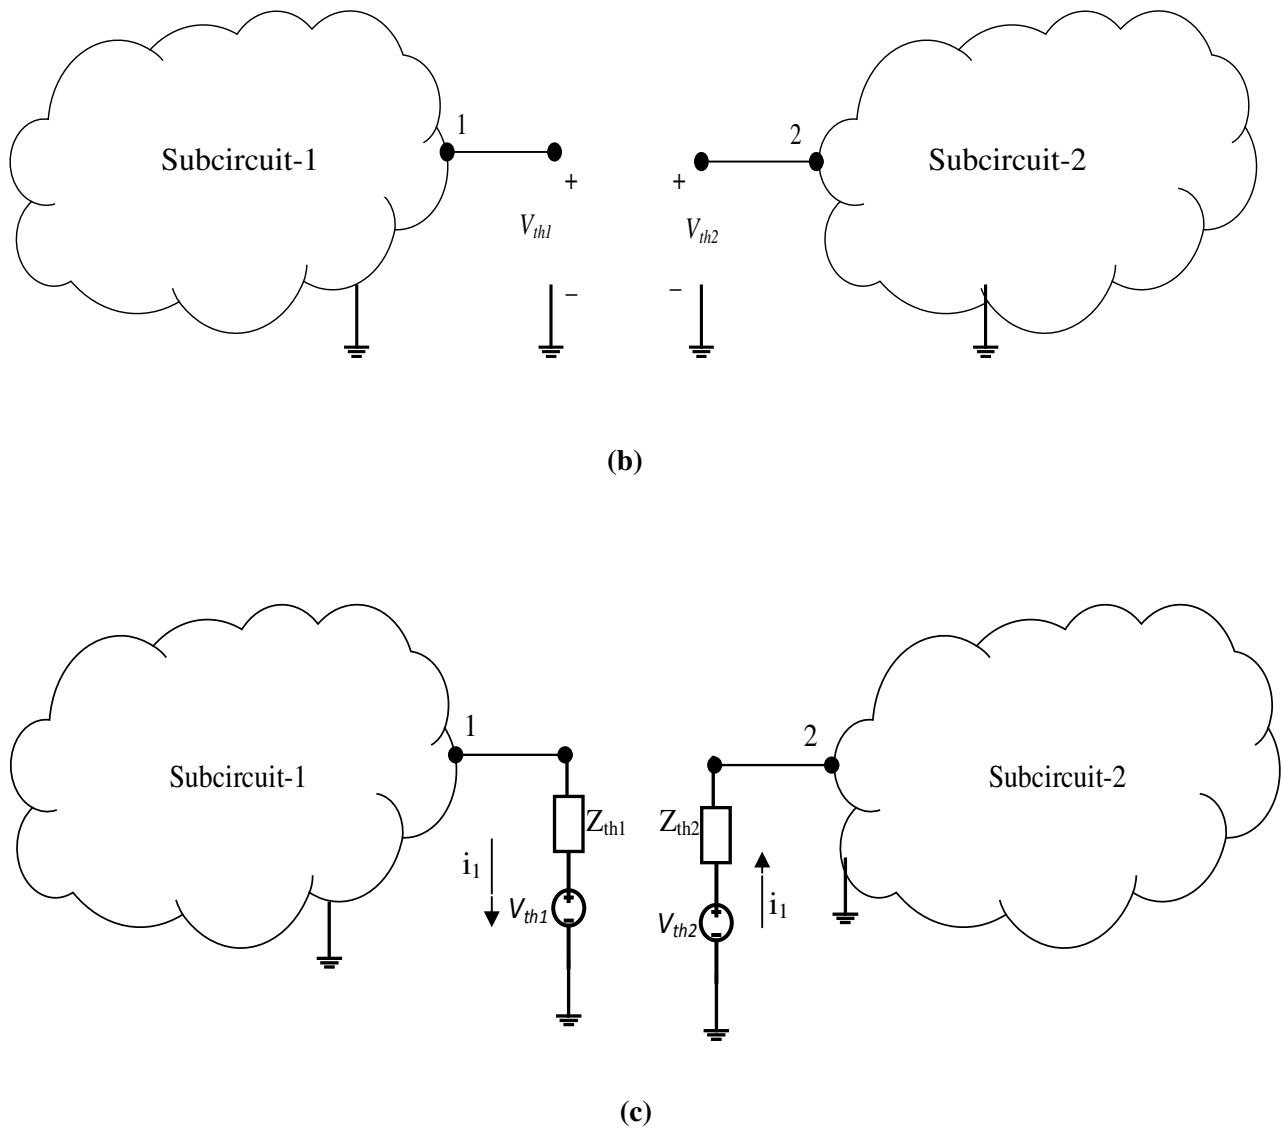 1
2
Subcircuit-1
Subcircuit-2
+
+
Vth1
Vth2
–
–
(b)
1
2
Subcircuit-1
Subcircuit-2
Zth1
Zth2
i1
Vth1
+
-
Vth2
+
-
i1
(c)